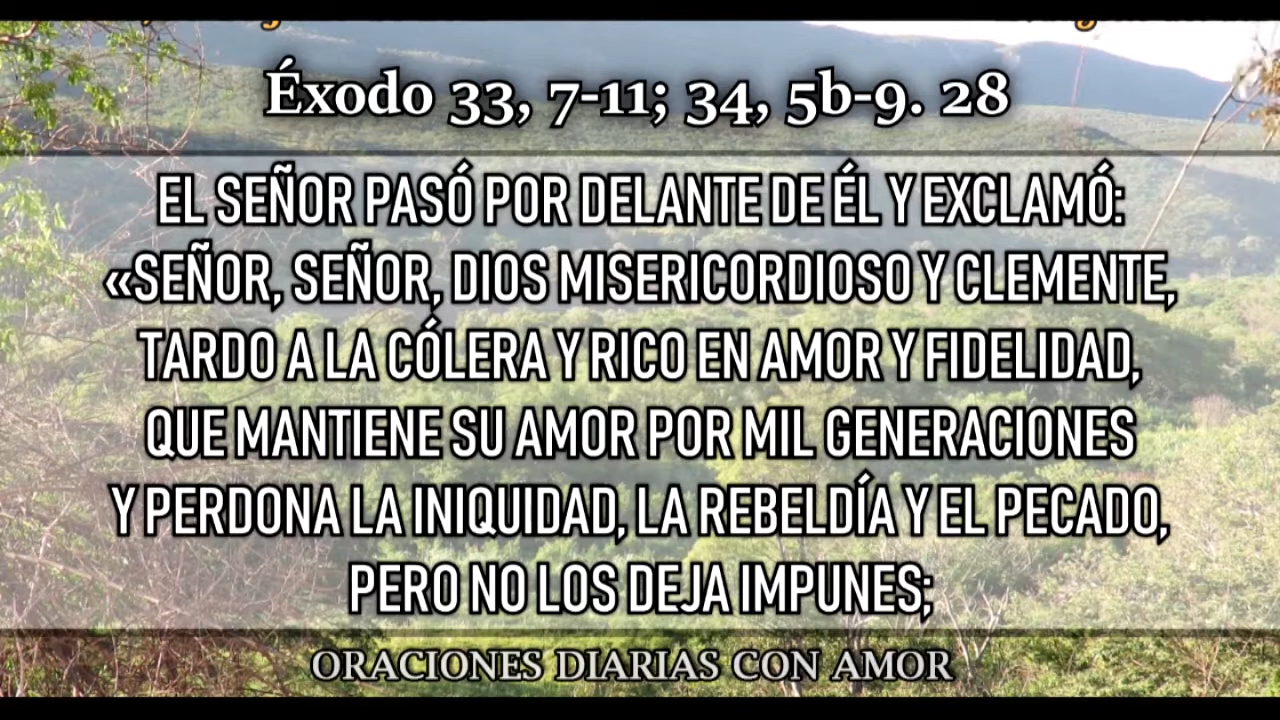 Éxodo 33, 7-11; 34, 5b-9. 28
EL SEÑOR PASÓ POR DELANTE DE ÉL Y EXCLAMÓ:
«SEÑOR, SEÑOR, DIOS MISERICORDIOSO Y CLEMENTE,
TARDO A LA CÓLERA Y RICO EN AMOR Y FIDELIDAD,
QUE MANTIENE SU AMOR POR MIL GENERACIONES
Y PERDONA LA INIQUIDAD, LA REBELDÍA Y EL PECADO,
PERO NO LOS DEJA IMPUNES;
ORACIONES DIARIAS CON AMOR